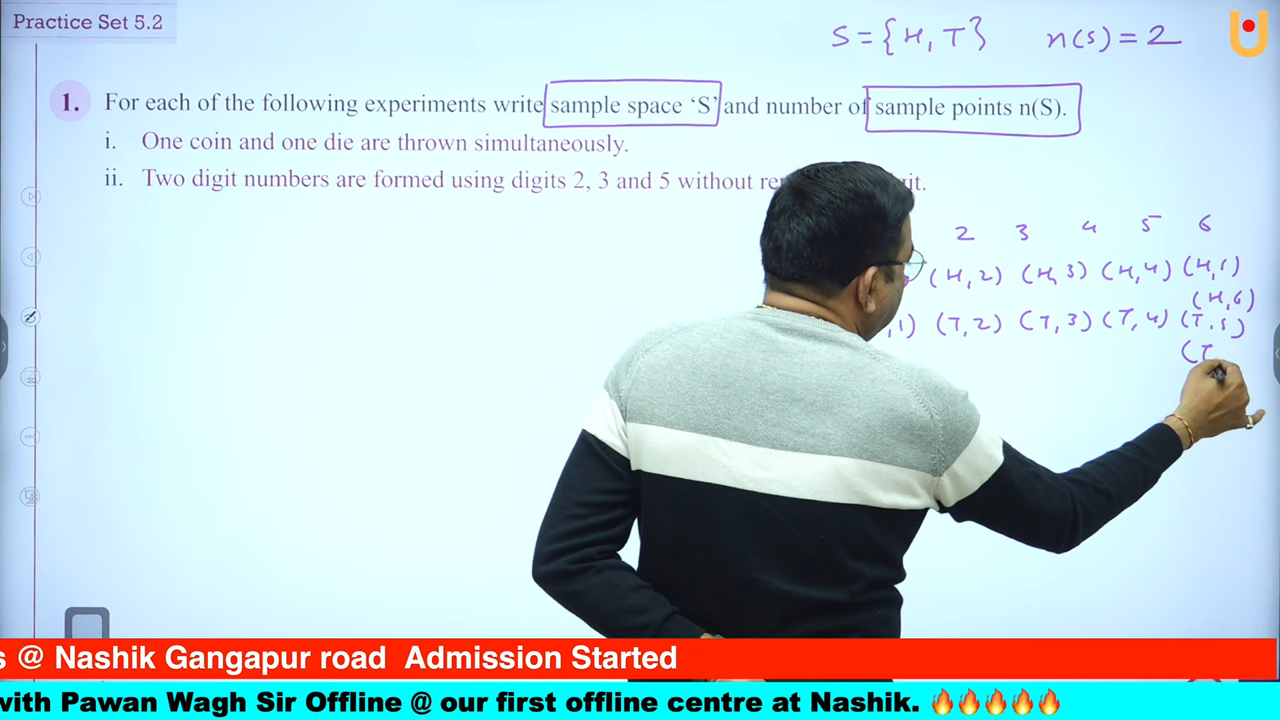 Practice Set 5.2
S={H,T} n(S)=2
1. For each of the following experiments write sample space ‘S’ and number of sample points n(S).
i. One coin and one die are thrown simultaneously.
ii. Two digit numbers are formed using digits 2, 3 and 5 without
2 3 4 5 6
(H,2) (H,3) (H,4) (H,1)
(H,6)
,1) (T,2) (T,3) (T,4) (T,5)
(T
@ Nashik Gangapur road Admission Started
with Pawan Wagh Sir Offline @ our first offline centre at Nashik. 🔥🔥🔥🔥🔥